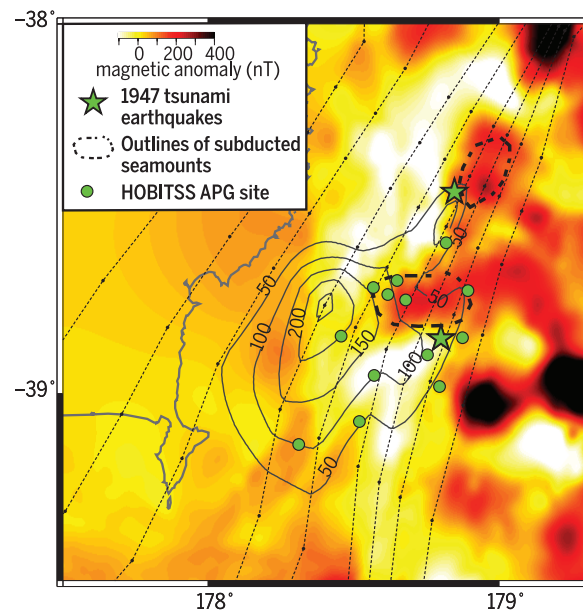 −38˚
0 200 400
magnetic anomaly (nT)
1947 tsunami
earthquakes
Outlines of subducted
seamounts
HOBITSS APG site
50
50
50
100
200
150
100
50
−39˚
178˚
179˚